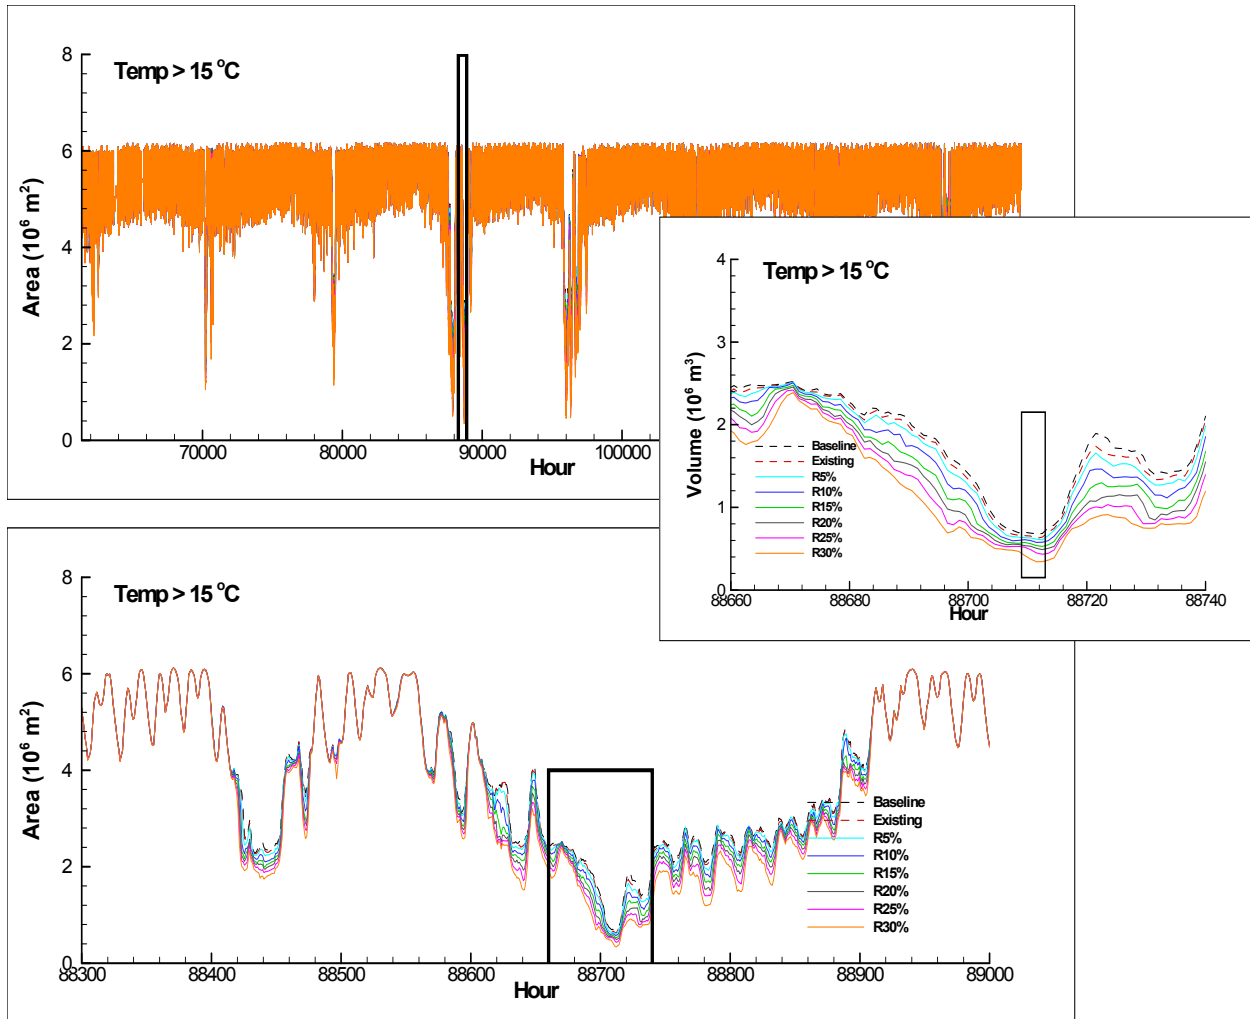 Temp > 15 °C
Area (10⁶ m²)
8
6
4
2
0
70000
80000
90000
100000
Hour
Temp > 15 °C
Volume (10⁶ m³)
4
3
2
1
0
Baseline
Existing
R5%
R10%
R15%
R20%
R25%
R30%
88660
88680
88700
88720
88740
Hour
Temp > 15 °C
Area (10⁶ m²)
8
6
4
2
0
Baseline
Existing
R5%
R10%
R15%
R20%
R25%
R30%
88300
88400
88500
88600
88700
88800
88900
89000
Hour